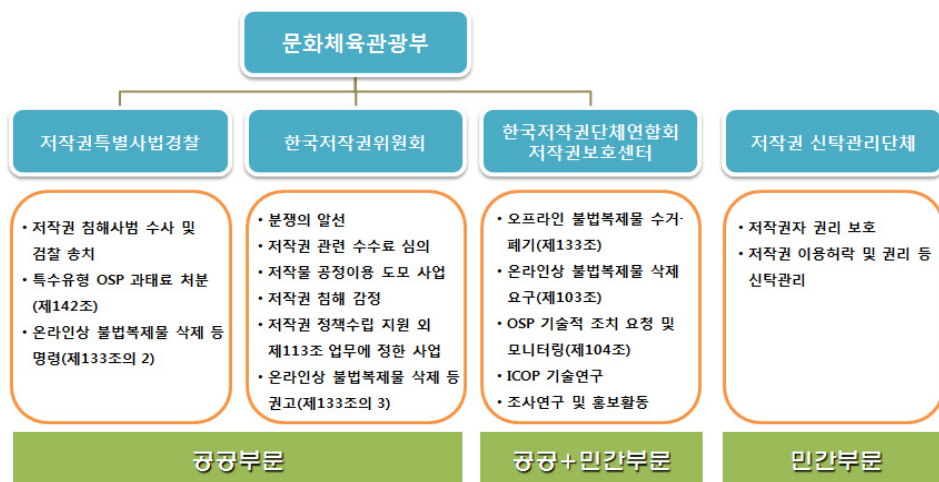 문화체육관광부
저작권특별사법경찰
한국저작권위원회
한국저작권단체연합회
저작권보호센터
저작권 신탁관리단체
• 저작권 침해사범 수사 및
검찰 송치
• 특수유형 OSP 과태료 처분
(제142조)
• 온라인상 불법복제물 삭제 등
명령(제133조의 2)
• 분쟁의 알선
• 저작권 관련 수수료 심의
• 저작물 공정이용 도모 사업
• 저작권 침해 감정
• 저작권 정책수립 지원 외
제113조 업무에 정한 사업
• 온라인상 불법복제물 삭제 등
권고(제133조의 3)
• 오프라인 불법복제물 수거·
폐기(제133조)
• 온라인상 불법복제물 삭제
요구(제103조)
• OSP 기술적 조치 요청 및
모니터링(제104조)
• ICOP 기술연구
• 조사연구 및 홍보활동
• 저작권자 권리 보호
• 저작권 이용허락 및 권리 등
신탁관리
공공부문
공공+민간부문
민간부문